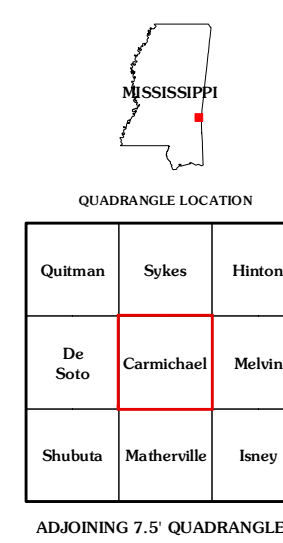 MISSISSIPPI
QUADRANGLE LOCATION
Quitman Sykes Hinton
De Soto Carmichael Melvin
Shubuta Matherville Isney
ADJOINING 7.5' QUADRANGLE